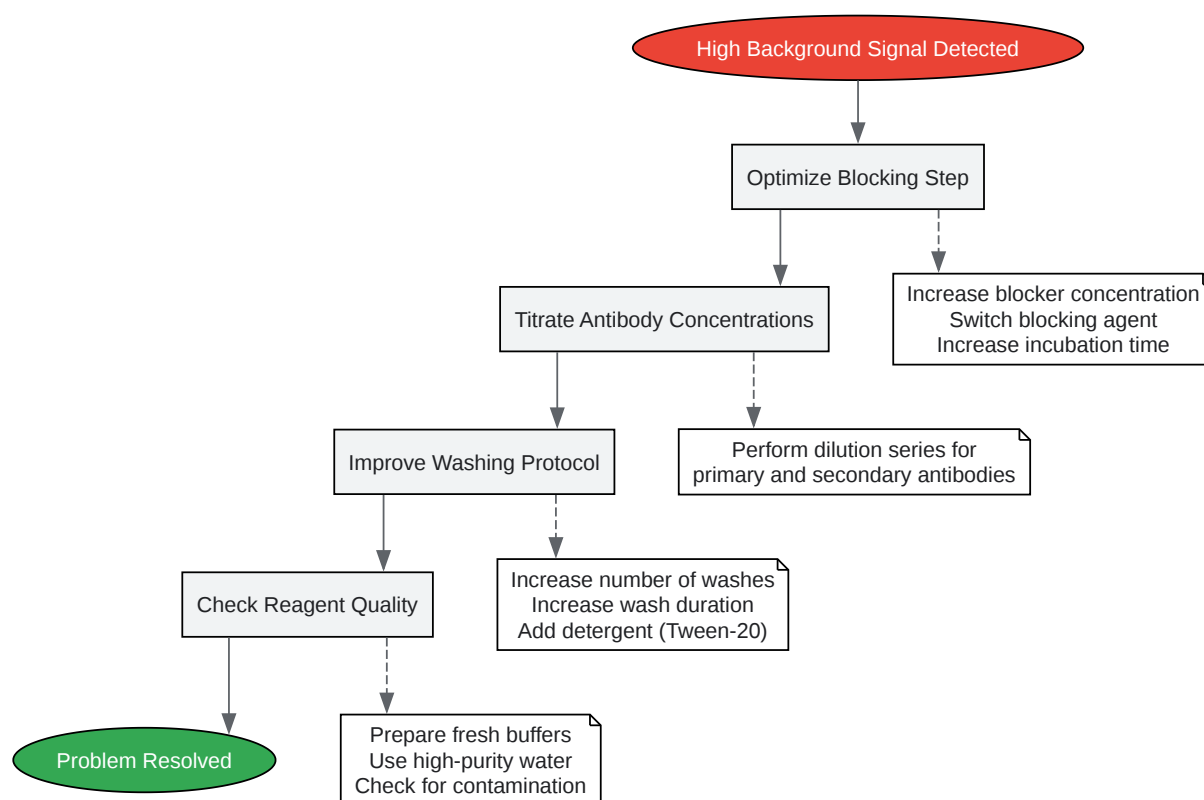 High Background Signal Detected
Optimize Blocking Step
Increase blocker concentration
Switch blocking agent
Increase incubation time
Titrate Antibody Concentrations
Perform dilution series for
primary and secondary antibodies
Improve Washing Protocol
Increase number of washes
Increase wash duration
Add detergent (Tween-20)
Check Reagent Quality
Prepare fresh buffers
Use high-purity water
Check for contamination
Problem Resolved